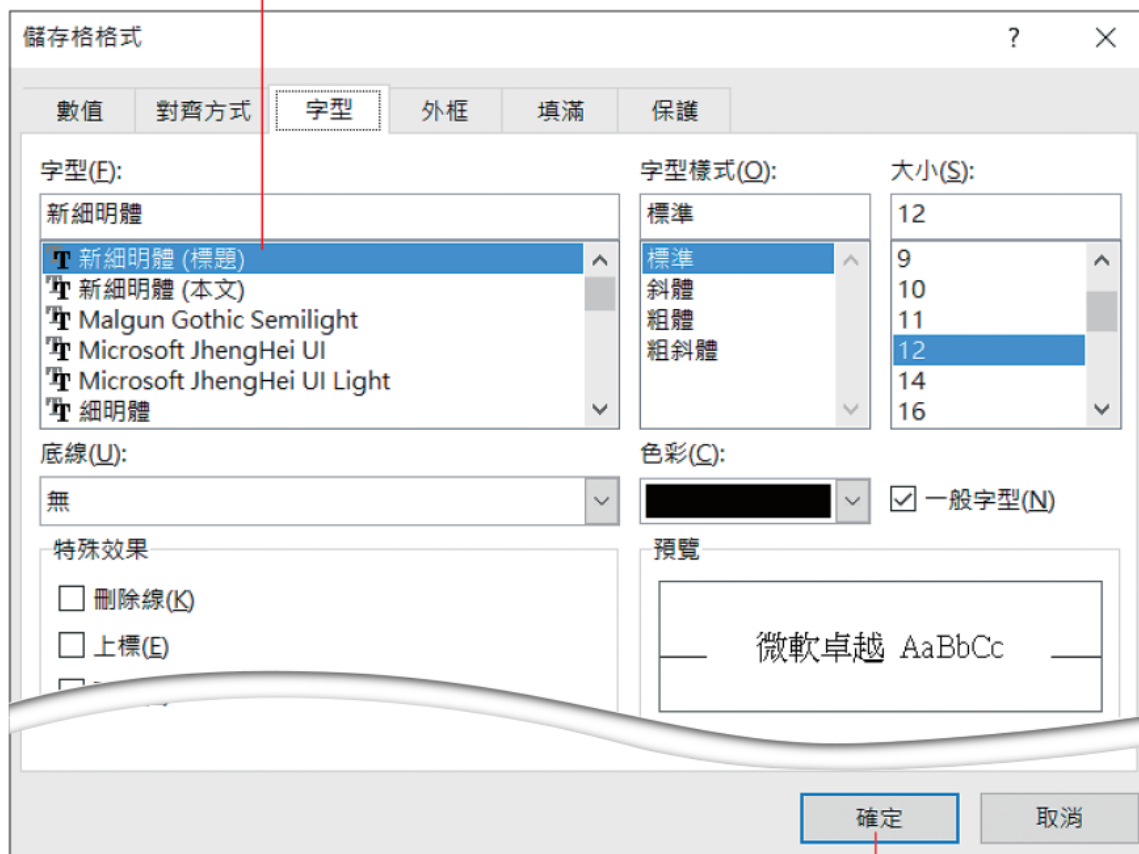 儲存格格式 ?
數值 對齊方式 字型 外框 填滿 保護
字型(F): 字型樣式(O): 大小(S):
新細明體 標準 12
新細明體 (標題) 標準 9
新細明體 (本文) 斜體 10
Malgun Gothic Semilight 粗體 11
Microsoft JhengHei UI 粗斜體 12
Microsoft JhengHei UI Light 14
細明體 16
底線(U): 色彩(C):
無 一般字型(N)
特殊效果 預覽
刪除線(K)
上標(E) 微軟卓越 AaBbCc
確定 取消